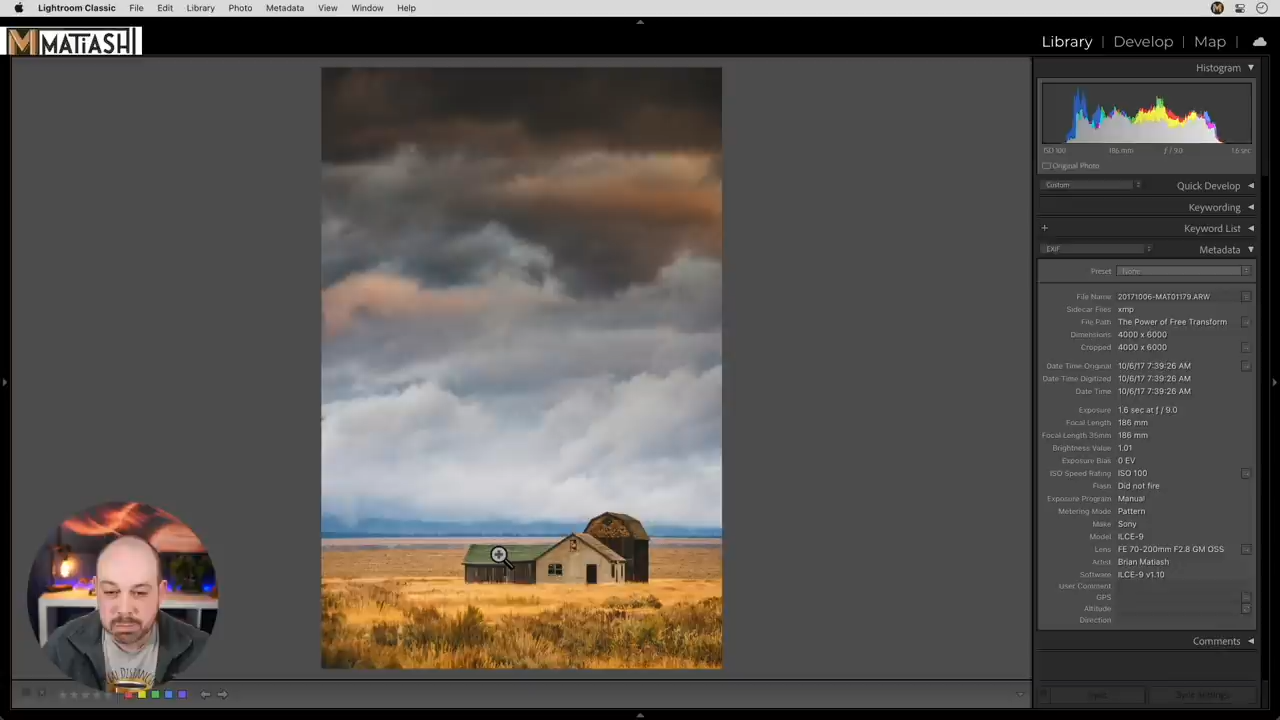 Lightroom Classic File Edit Library Photo Metadata View Window Help
MATIASH Library | Develop | Map |
Histogram
ISO 100 186 mm ƒ / 9.0 1.6 sec
Original Photo
Custom Quick Develop
Keywording
+ Keyword List
EXIF Metadata
Preset None
File Name 20171006-MAT01179.ARW
Sidecar Files xmp
File Path The Power of Free Transform
Dimensions 4000 x 6000
Cropped 4000 x 6000
Date Time Original 10/6/17 7:39:26 AM
Date Time Digitized 10/6/17 7:39:26 AM
Date Time 10/6/17 7:39:26 AM
Exposure 1.6 sec at ƒ / 9.0
Focal Length 186 mm
Focal Length 35mm 186 mm
Brightness Value 1.01
Exposure Bias 0 EV
ISO Speed Rating ISO 100
Flash Did not fire
Exposure Program Manual
Metering Mode Pattern
Make Sony
Model ILCE-9
Lens FE 70-200mm F2.8 GM OSS
Artist Brian Matiash
Software ILCE-9 v1.10
User Comment
GPS
Altitude
Direction
Comments
Sync Sync Settings